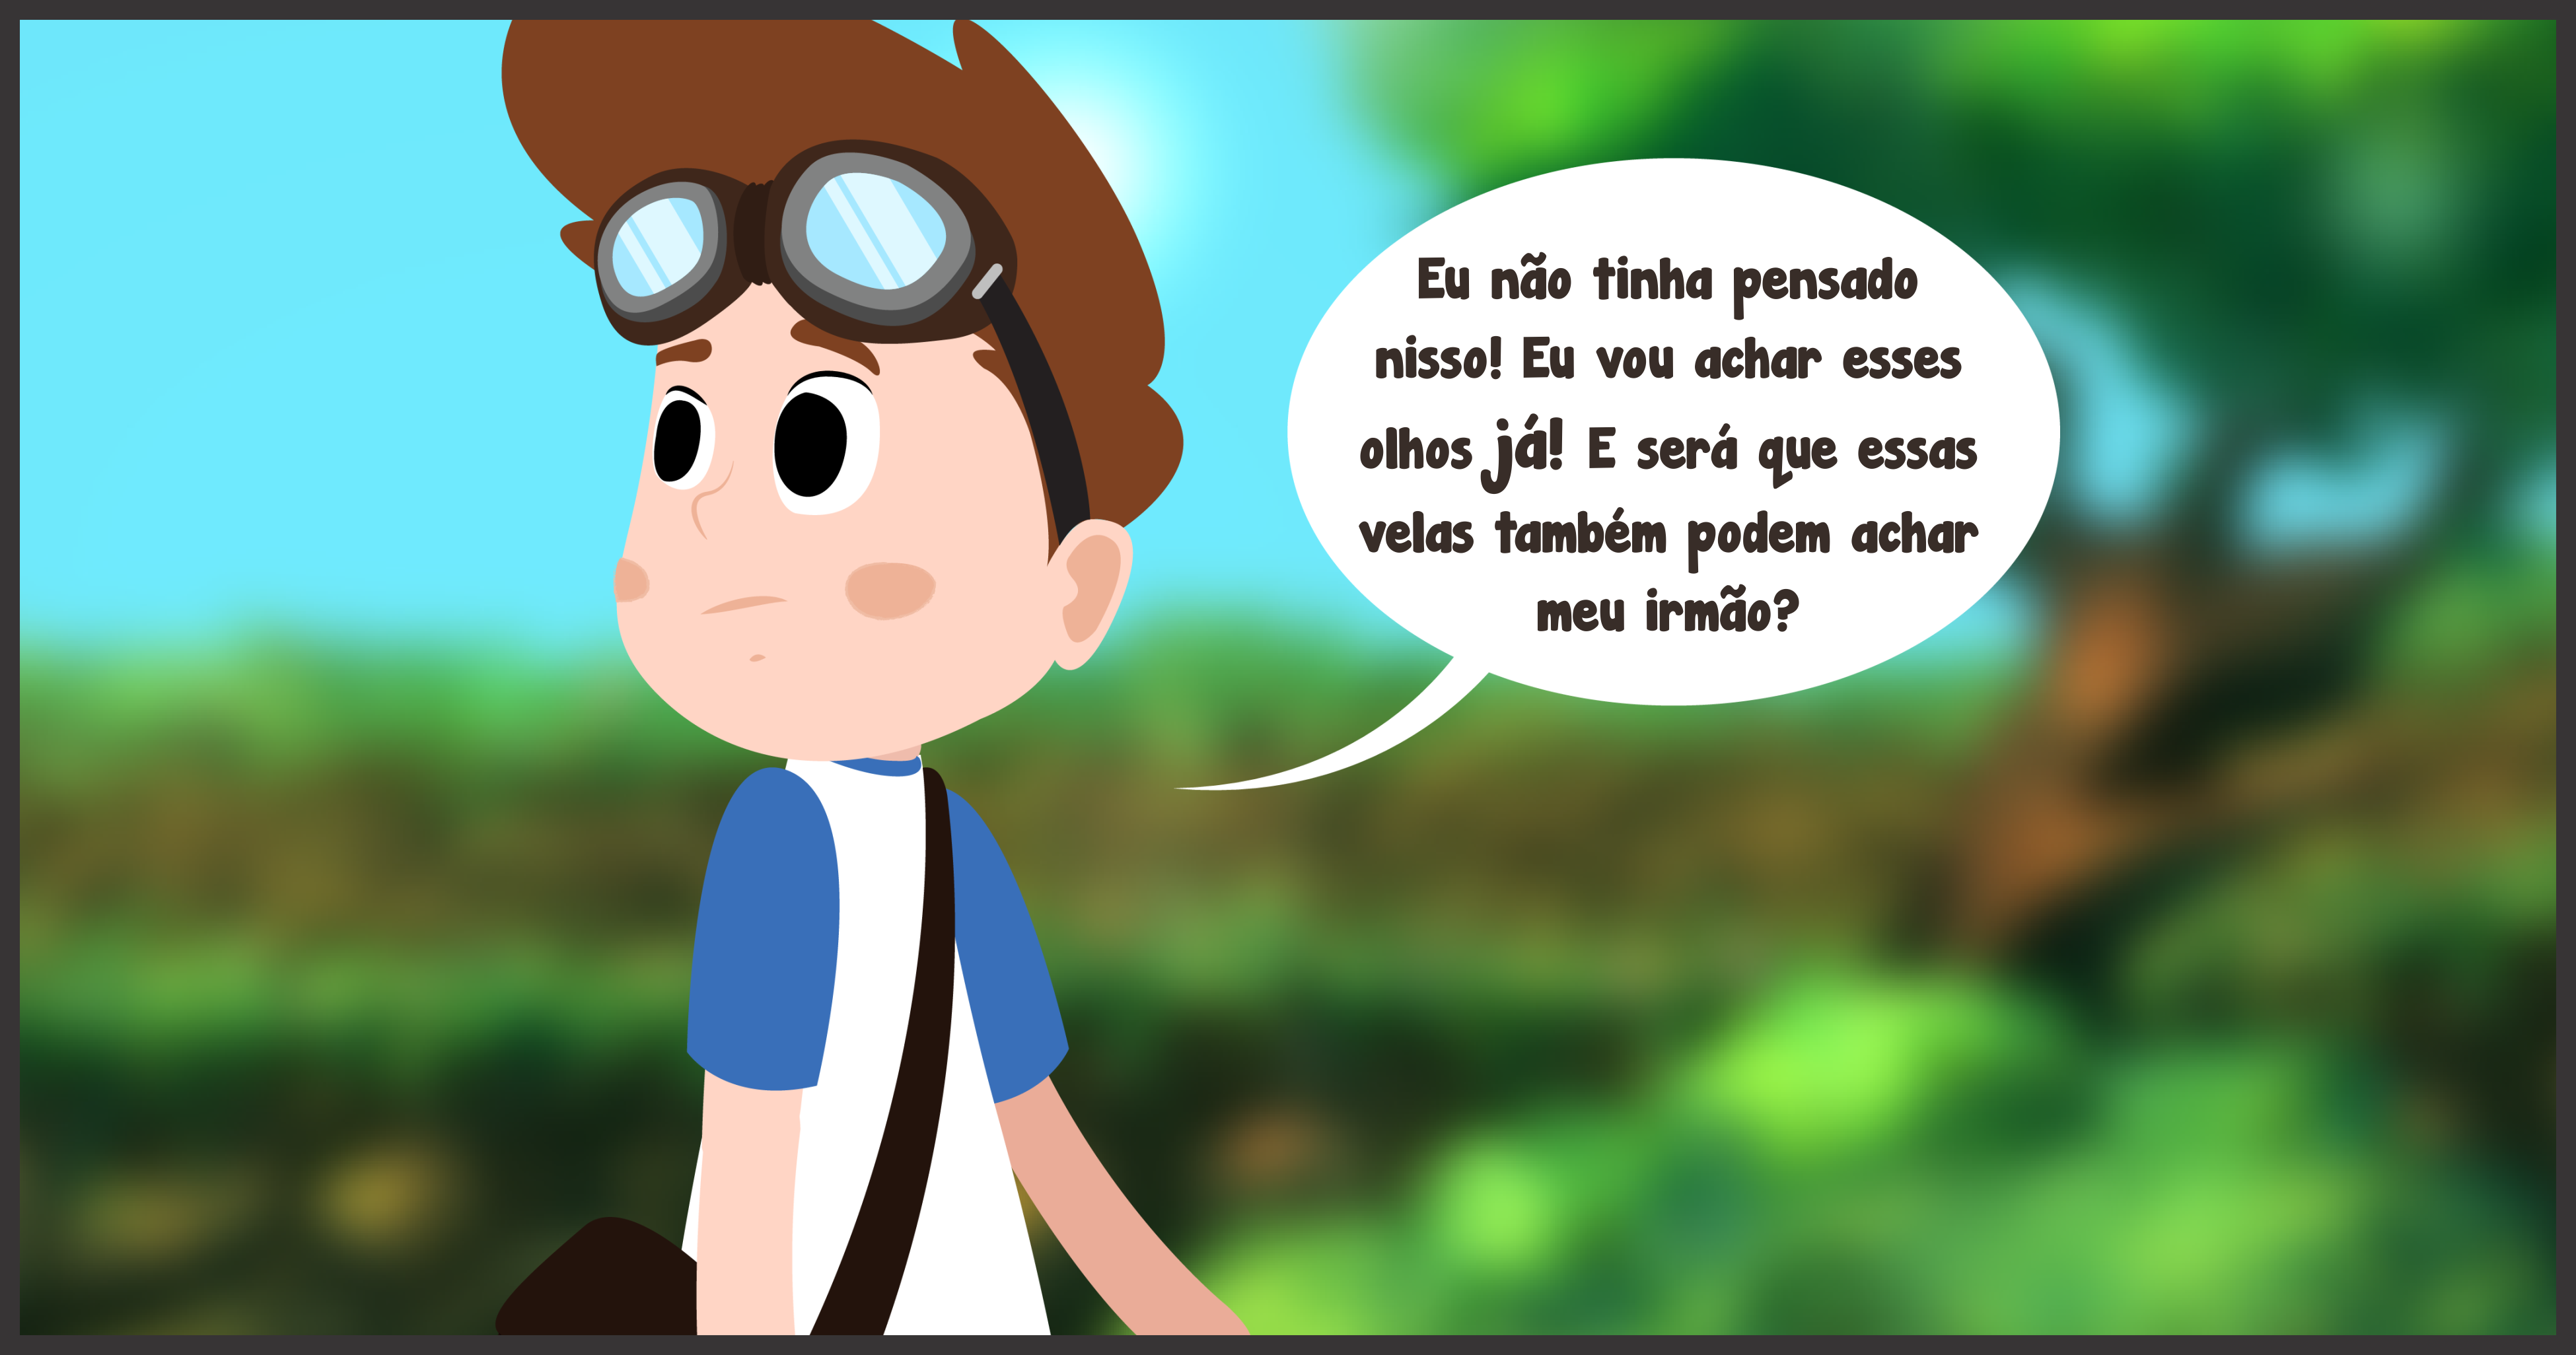 Eu não tinha pensado
nisso! Eu vou achar esses
olhos já! E será que essas
velas também podem achar
meu irmão?